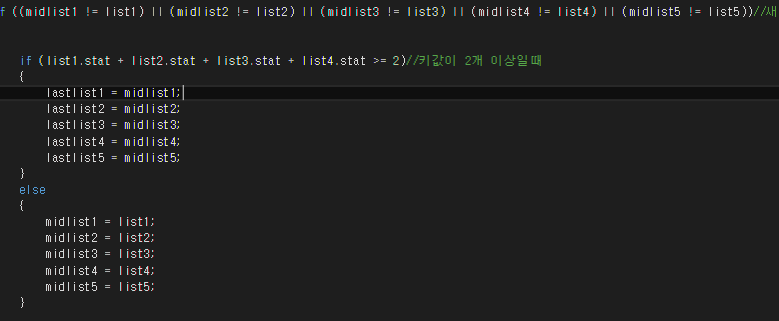 f ((midlist1 != list1) || (midlist2 != list2) || (midlist3 != list3) || (midlist4 != list4) || (midlist5 != list5))//새
if (list1.stat + list2.stat + list3.stat + list4.stat >= 2)//키값이 2개 이상일때
{
lastlist1 = midlist1;
lastlist2 = midlist2;
lastlist3 = midlist3;
lastlist4 = midlist4;
lastlist5 = midlist5;
}
else
{
midlist1 = list1;
midlist2 = list2;
midlist3 = list3;
midlist4 = list4;
midlist5 = list5;
}